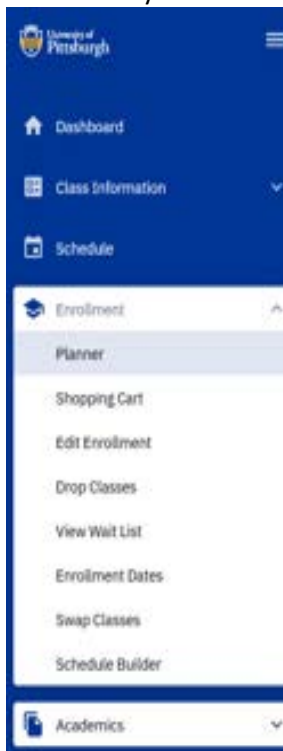 University of
Pittsburgh
Dashboard
Class Information
Schedule
Enrollment
Planner
Shopping Cart
Edit Enrollment
Drop Classes
View Wait List
Enrollment Dates
Swap Classes
Schedule Builder
Academics